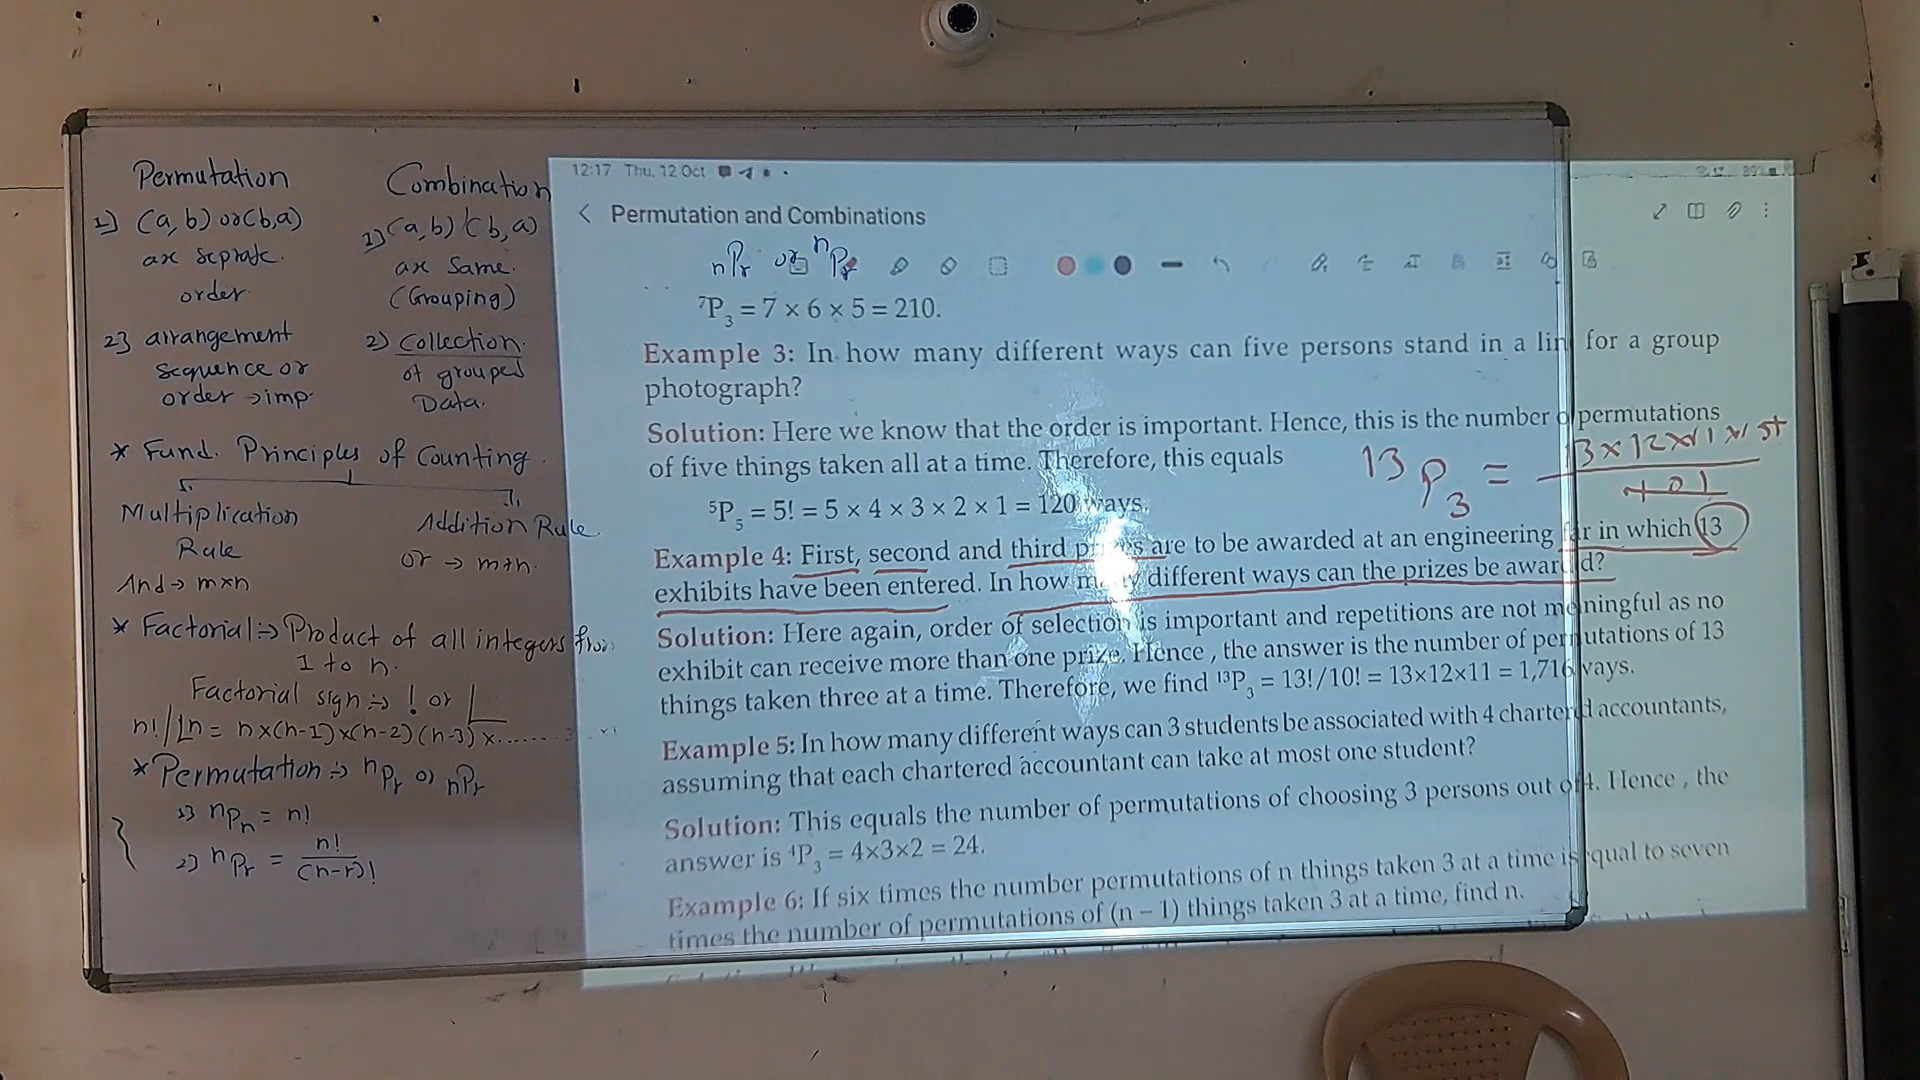 Permutation
1) (a,b) or (b,a)
are seprate.
order
2) arrangement
sequence or
order → imp.
Combination
1) (a,b) / (b,a)
are same.
(Grouping)
2) Collection.
of grouped
Data.
* Fund. Principles of Counting.
Multiplication
Rule
And → m×n
Addition Rule.
or → m+n.
* Factorial ⇒ Product of all integers from
1 to n.
Factorial sign ⇒ ! or |_
n! / |_n = n×(n-1)×(n-2)(n-3)×.......
* Permutation ⇒ nPr or nPr
1) nPn = n!
2) nPr = n!/(n-r)!
12:17 Thu, 12 Oct
< Permutation and Combinations
nPr or nPr
⁷P₃ = 7 × 6 × 5 = 210.
Example 3: In how many different ways can five persons stand in a lin for a group
photograph?
Solution: Here we know that the order is important. Hence, this is the number o permutations
of five things taken all at a time. Therefore, this equals
⁵P₅ = 5! = 5 × 4 × 3 × 2 × 1 = 120 ways.
13P3 = 13×12×11×
Example 4: First, second and third are to be awarded at an engineering in which 13
exhibits have been entered. In how different ways can the prizes be
Solution: Here again, order of selection is important and repetitions are not meaningful as no
exhibit can receive more than one prize. Hence , the answer is the number of permutations of 13
things taken three at a time. Therefore, we find ¹³P₃ = 13!/10! = 13×12×11 = 1,716 ways.
Example 5: In how many different ways can 3 students be associated with 4 chartered accountants,
assuming that each chartered accountant can take at most one student?
Solution: This equals the number of permutations of choosing 3 persons out of 4. Hence , the
answer is ⁴P₃ = 4×3×2 = 24.
Example 6: If six times the number permutations of n things taken 3 at a time is equal to seven
times the number of permutations of (n – 1) things taken 3 at a time, find n.